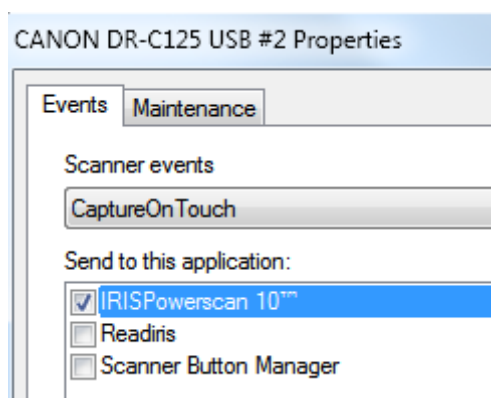 CANON DR-C125 USB #2 Properties
Events Maintenance
Scanner events
CaptureOnTouch
Send to this application:
IRISPowerscan 10™
Readiris
Scanner Button Manager